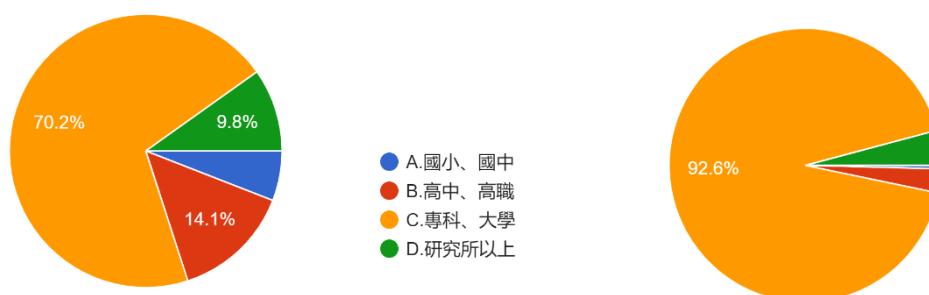 70.2%
9.8%
14.1%
A.國小、國中
B.高中、高職
C.專科、大學
D.研究所以上
92.6%